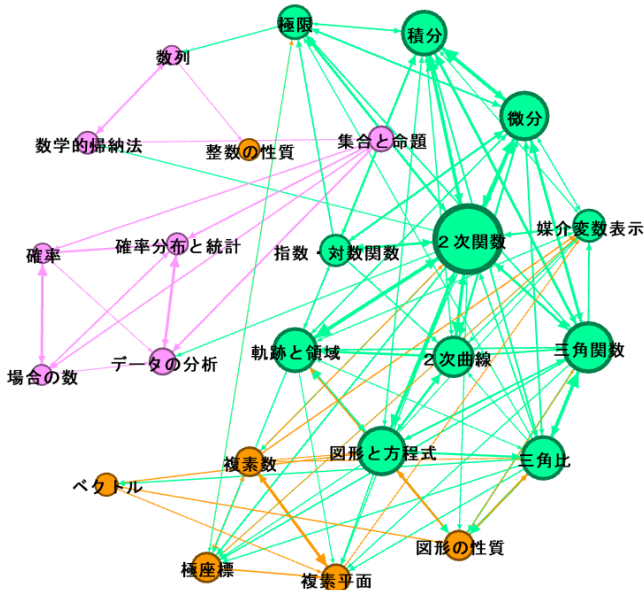 極限
積分
数列
微分
数学的帰納法
整数の性質
集合と命題
媒介変数表示
確率
確率分布と統計
指数・対数関数
２次関数
場合の数
データの分析
軌跡と領域
２次曲線
三角関数
ベクトル
複素数
図形と方程式
三角比
極座標
複素平面
図形の性質